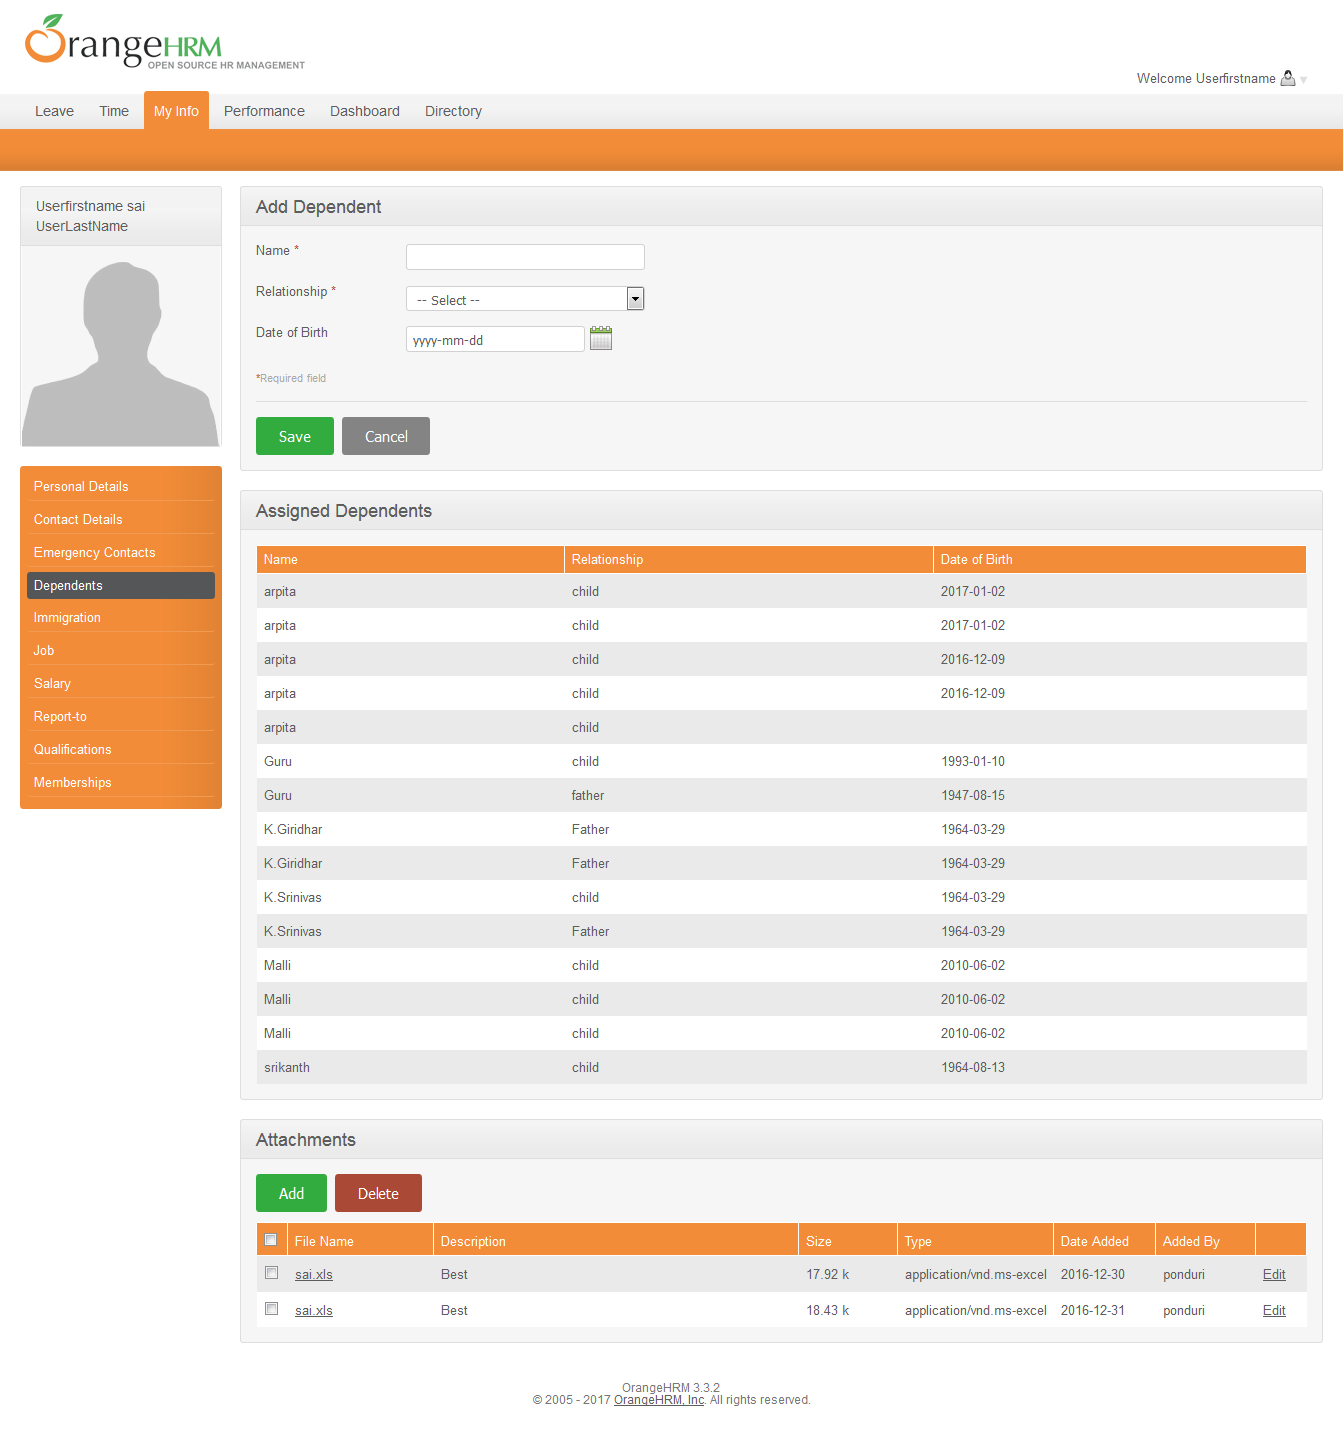 OrangeHRM
OPEN SOURCE HR MANAGEMENT
Welcome Userfirstname
Leave Time My Info Performance Dashboard Directory
Userfirstname sai
UserLastName
Personal Details
Contact Details
Emergency Contacts
Dependents
Immigration
Job
Salary
Report-to
Qualifications
Memberships
Add Dependent
Name *
Relationship * -- Select --
Date of Birth yyyy-mm-dd
*Required field
Save Cancel
Assigned Dependents
Name Relationship Date of Birth
arpita child 2017-01-02
arpita child 2017-01-02
arpita child 2016-12-09
arpita child 2016-12-09
arpita child
Guru child 1993-01-10
Guru father 1947-08-15
K.Giridhar Father 1964-03-29
K.Giridhar Father 1964-03-29
K.Srinivas child 1964-03-29
K.Srinivas Father 1964-03-29
Malli child 2010-06-02
Malli child 2010-06-02
Malli child 2010-06-02
srikanth child 1964-08-13
Attachments
Add Delete
File Name Description Size Type Date Added Added By
sai.xls Best 17.92 k application/vnd.ms-excel 2016-12-30 ponduri Edit
sai.xls Best 18.43 k application/vnd.ms-excel 2016-12-31 ponduri Edit
OrangeHRM 3.3.2
© 2005 - 2017 OrangeHRM, Inc. All rights reserved.